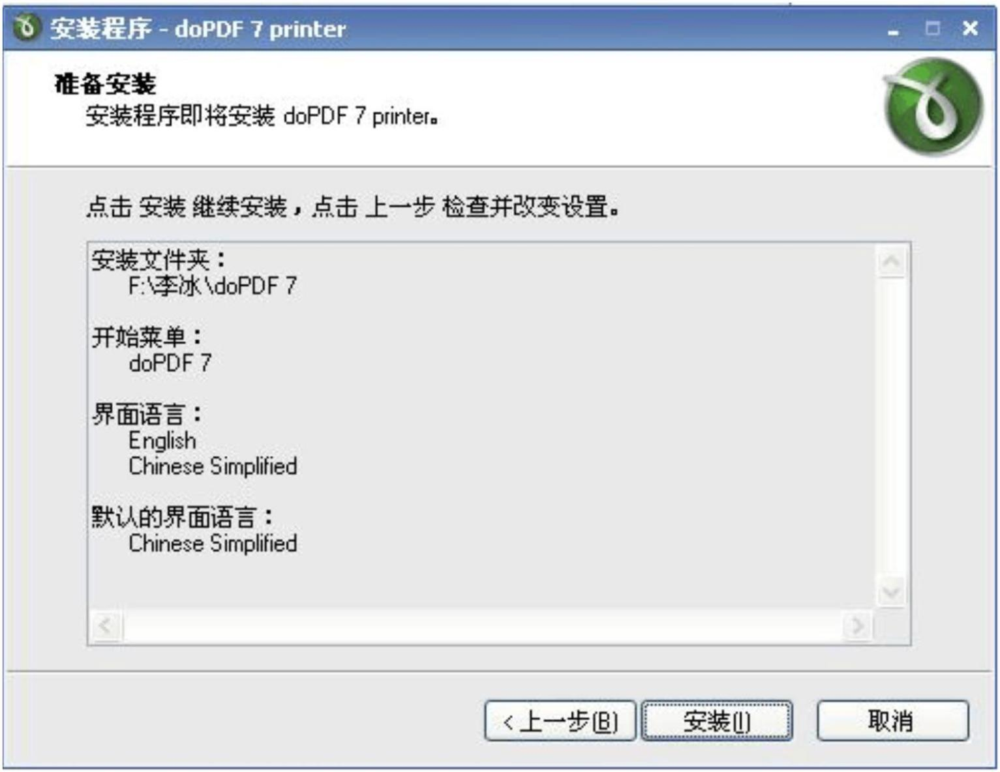 安装程序 - doPDF 7 printer
准备安装
安装程序即将安装 doPDF 7 printer。
点击 安装 继续安装，点击 上一步 检查并改变设置。
安装文件夹：
F:\李冰\doPDF 7
开始菜单：
doPDF 7
界面语言：
English
Chinese Simplified
默认的界面语言：
Chinese Simplified
< 上一步(B) 安装(I) 取消